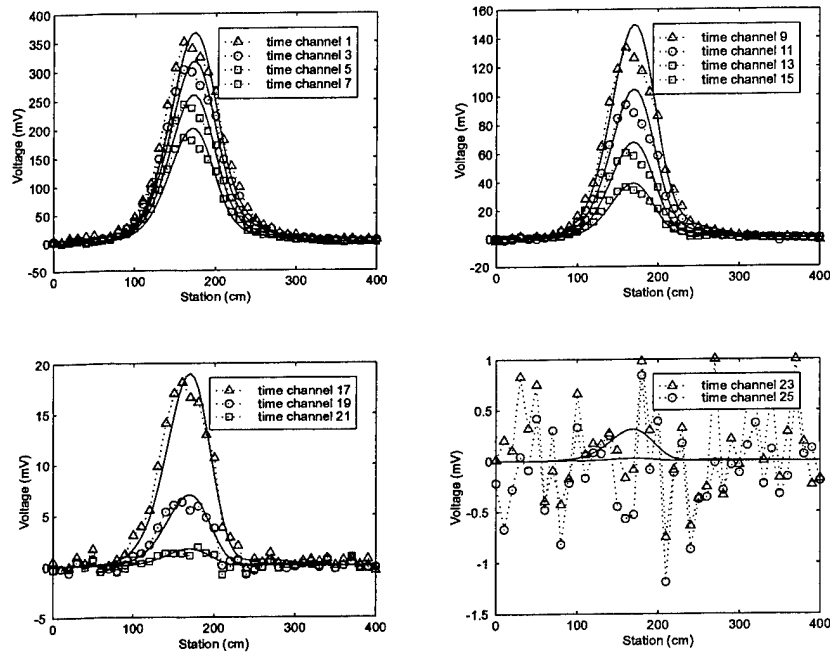 400
350
300
250
200
150
100
50
0
-50
Voltage (mV)
0 100 200 300 400
Station (cm)
time channel 1
time channel 3
time channel 5
time channel 7
160
140
120
100
80
60
40
20
0
-20
Voltage (mV)
0 100 200 300 400
Station (cm)
time channel 9
time channel 11
time channel 13
time channel 15
20
15
10
5
0
-5
Voltage (mV)
0 100 200 300 400
Station (cm)
time channel 17
time channel 19
time channel 21
1
0.5
0
-0.5
-1
-1.5
Voltage (mV)
0 100 200 300 400
Station (cm)
time channel 23
time channel 25